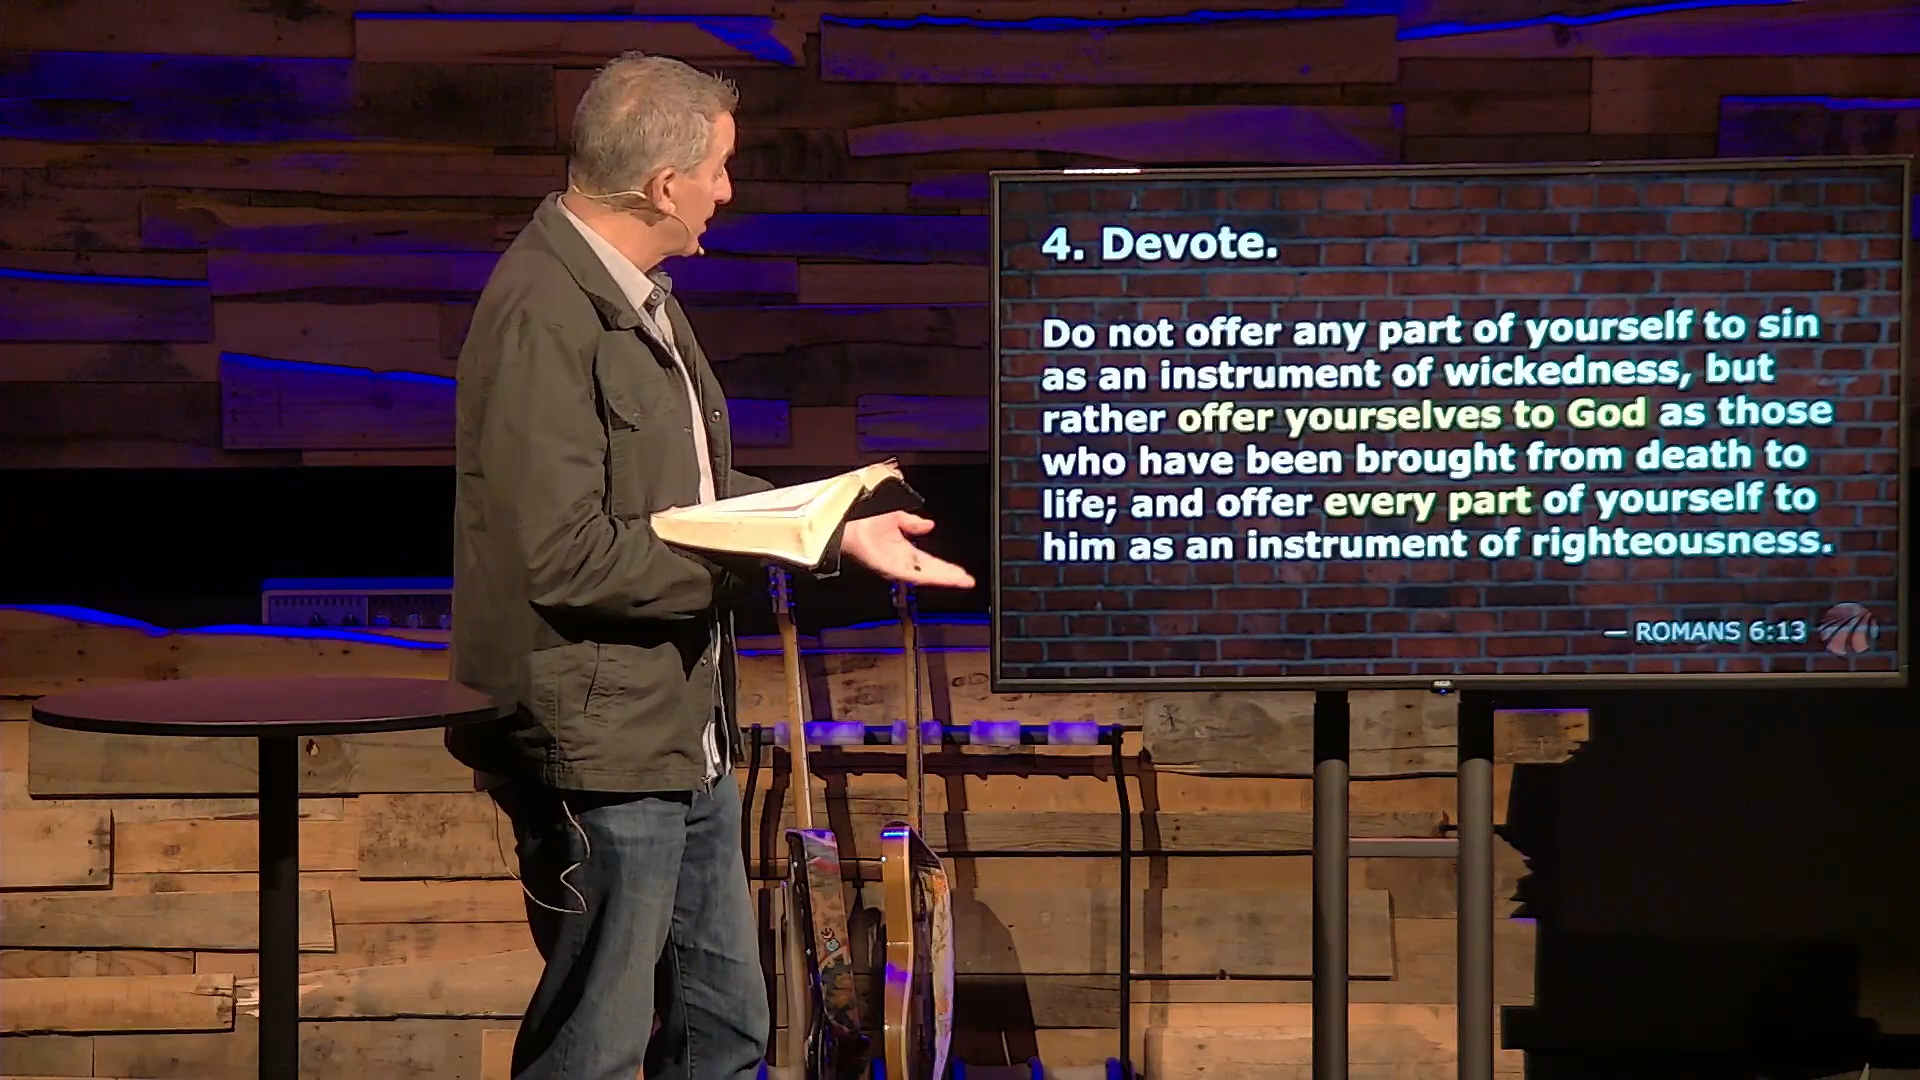 4. Devote.
Do not offer any part of yourself to sin
as an instrument of wickedness, but
rather offer yourselves to God as those
who have been brought from death to
life; and offer every part of yourself to
him as an instrument of righteousness.
— ROMANS 6:13